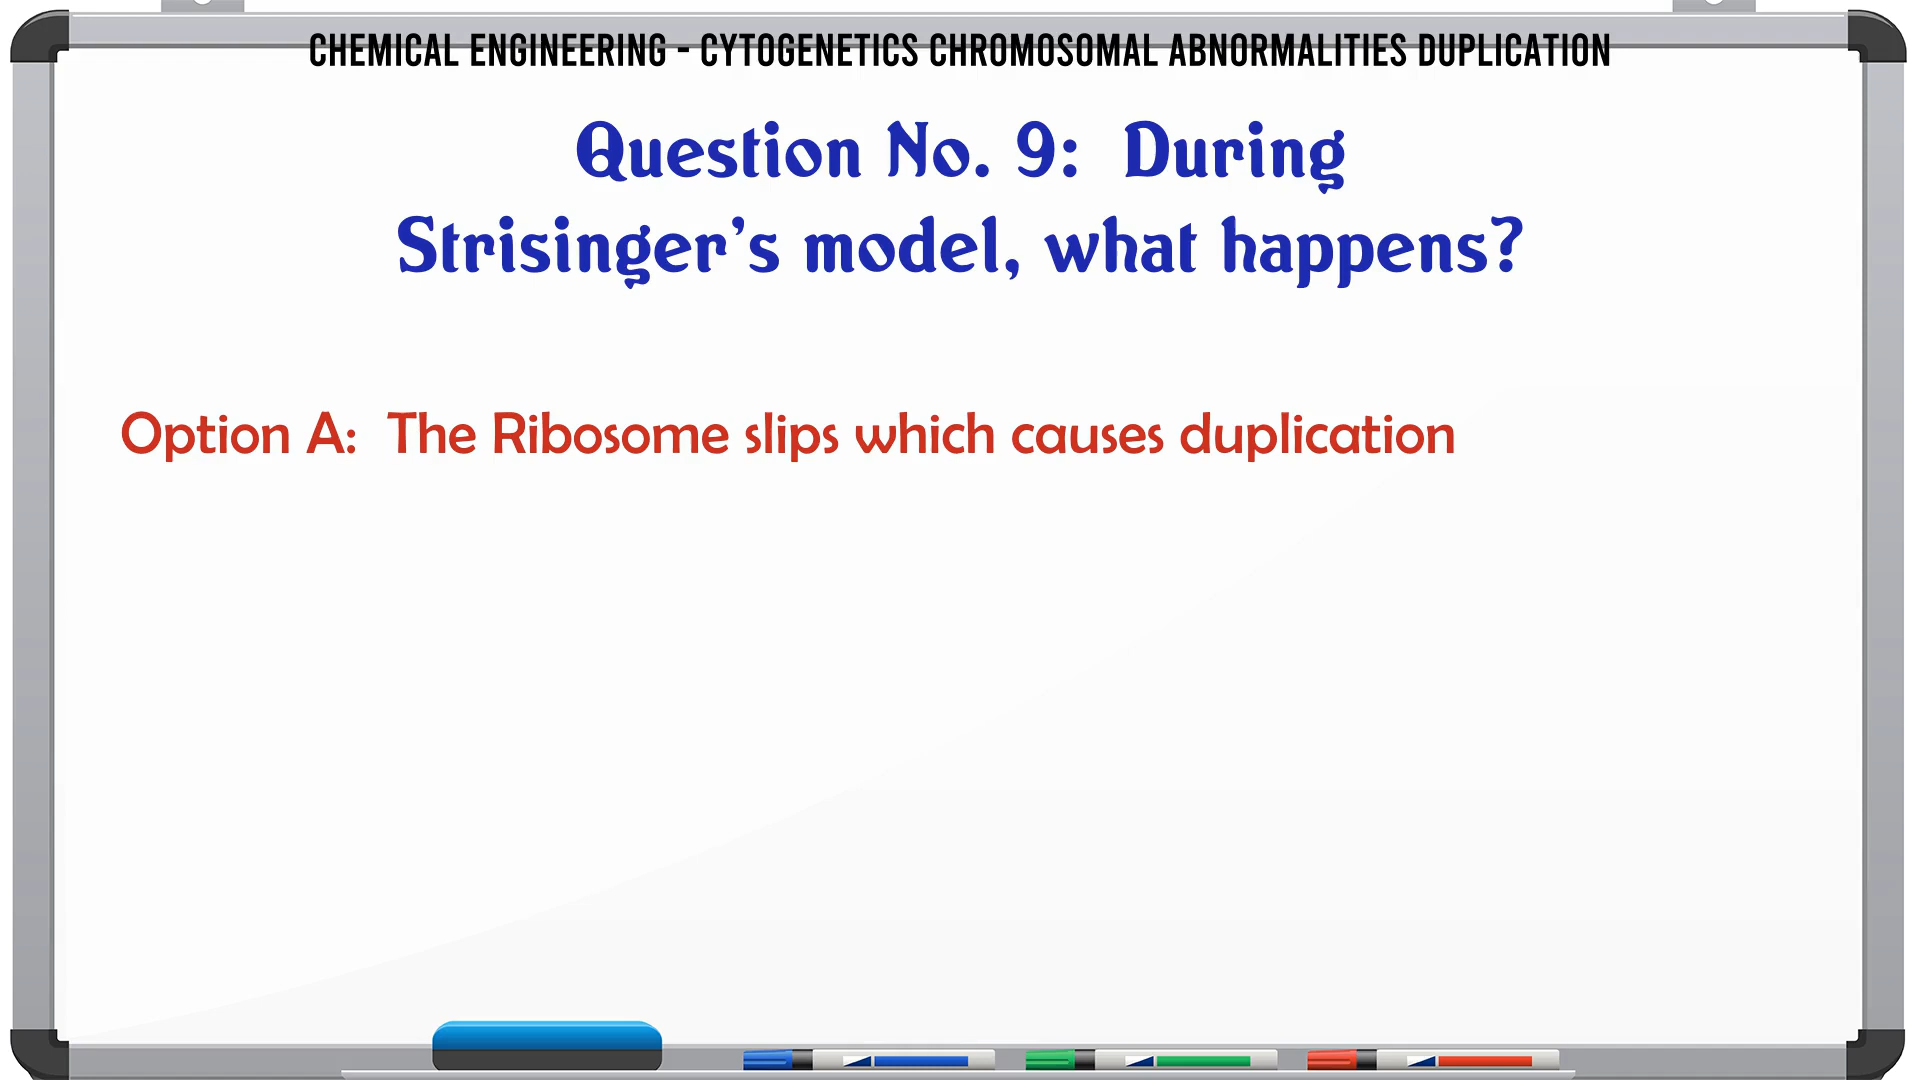 CHEMICAL ENGINEERING - CYTOGENETICS CHROMOSOMAL ABNORMALITIES DUPLICATION
Question No. 9: During
Strisinger's model, what happens?
Option A: The Ribosome slips which causes duplication